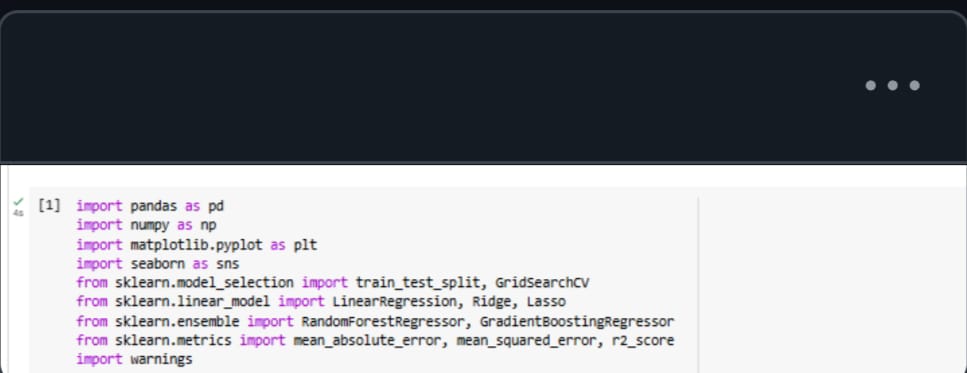 [1] import pandas as pd
import numpy as np
import matplotlib.pyplot as plt
import seaborn as sns
from sklearn.model_selection import train_test_split, GridSearchCV
from sklearn.linear_model import LinearRegression, Ridge, Lasso
from sklearn.ensemble import RandomForestRegressor, GradientBoostingRegressor
from sklearn.metrics import mean_absolute_error, mean_squared_error, r2_score
import warnings
4s